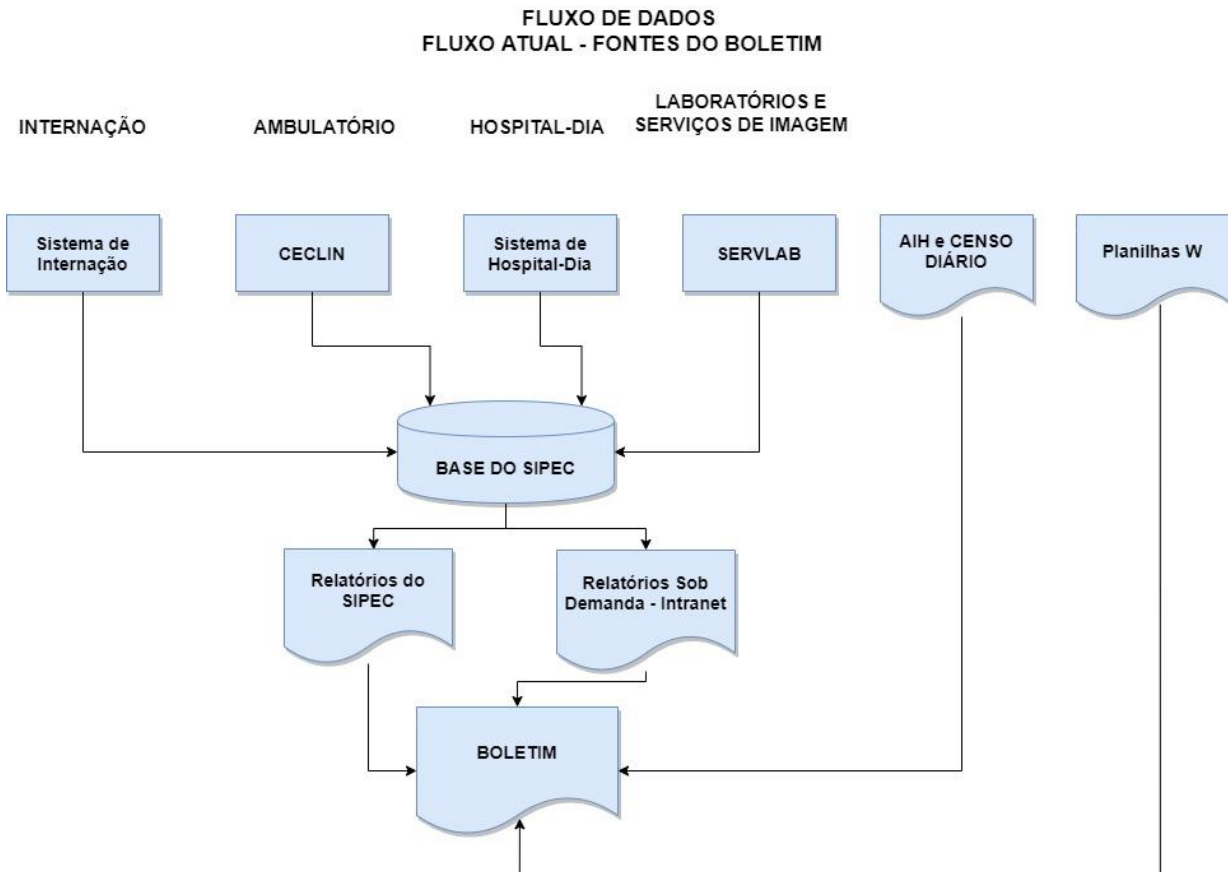 FLUXO DE DADOS
FLUXO ATUAL - FONTES DO BOLETIM
INTERNAÇÃO
AMBULATÓRIO
HOSPITAL-DIA
LABORATÓRIOS E
SERVIÇOS DE IMAGEM
Sistema de
Internação
CECLIN
Sistema de
Hospital-Dia
SERVLAB
AIH e CENSO
DIÁRIO
Planilhas W
BASE DO SIPEC
Relatórios do
SIPEC
Relatórios Sob
Demanda - Intranet
BOLETIM